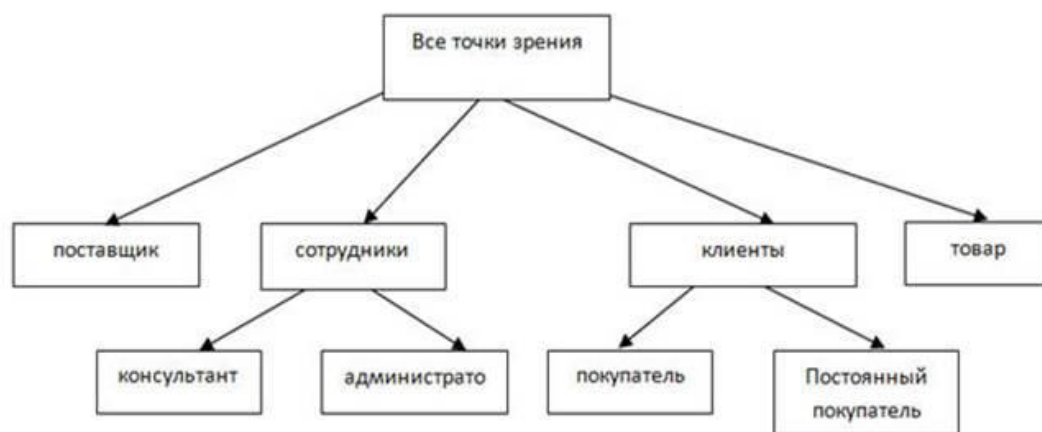 Все точки зрения
поставщик
сотрудники
клиенты
товар
консультант
администрато
покупатель
Постоянный
покупатель